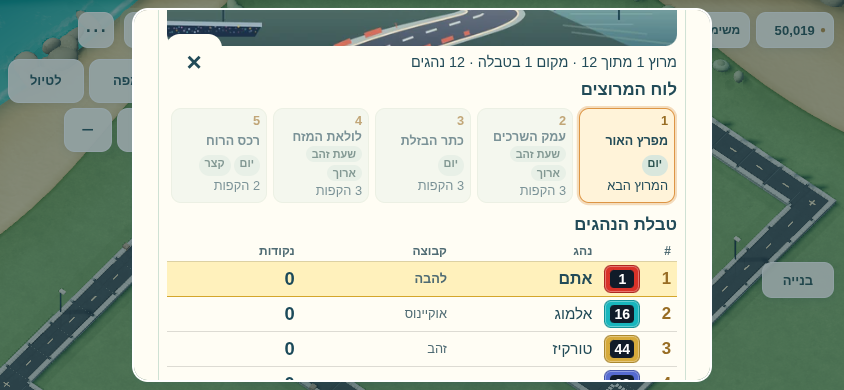 50,019
משימ
...
לטיול
פה
–
בנייה
×
מרוץ 1 מתוך 12 · מקום 1 בטבלה · 12 נהגים
לוח המרוצים
1
מפרץ האור
יום
המרוץ הבא
2
עמק השרכים
שעת זהב
ארוך
3 הקפות
3
כתר הבזלת
יום
3 הקפות
4
לולאת המזח
שעת זהב
ארוך
3 הקפות
5
רכס הרוח
יום קצר
2 הקפות
טבלת הנהגים
# נהג קבוצה נקודות
1 1 אתם להבה 0
2 16 אלמוג אוקיינוס 0
3 44 טורקיז זהב 0